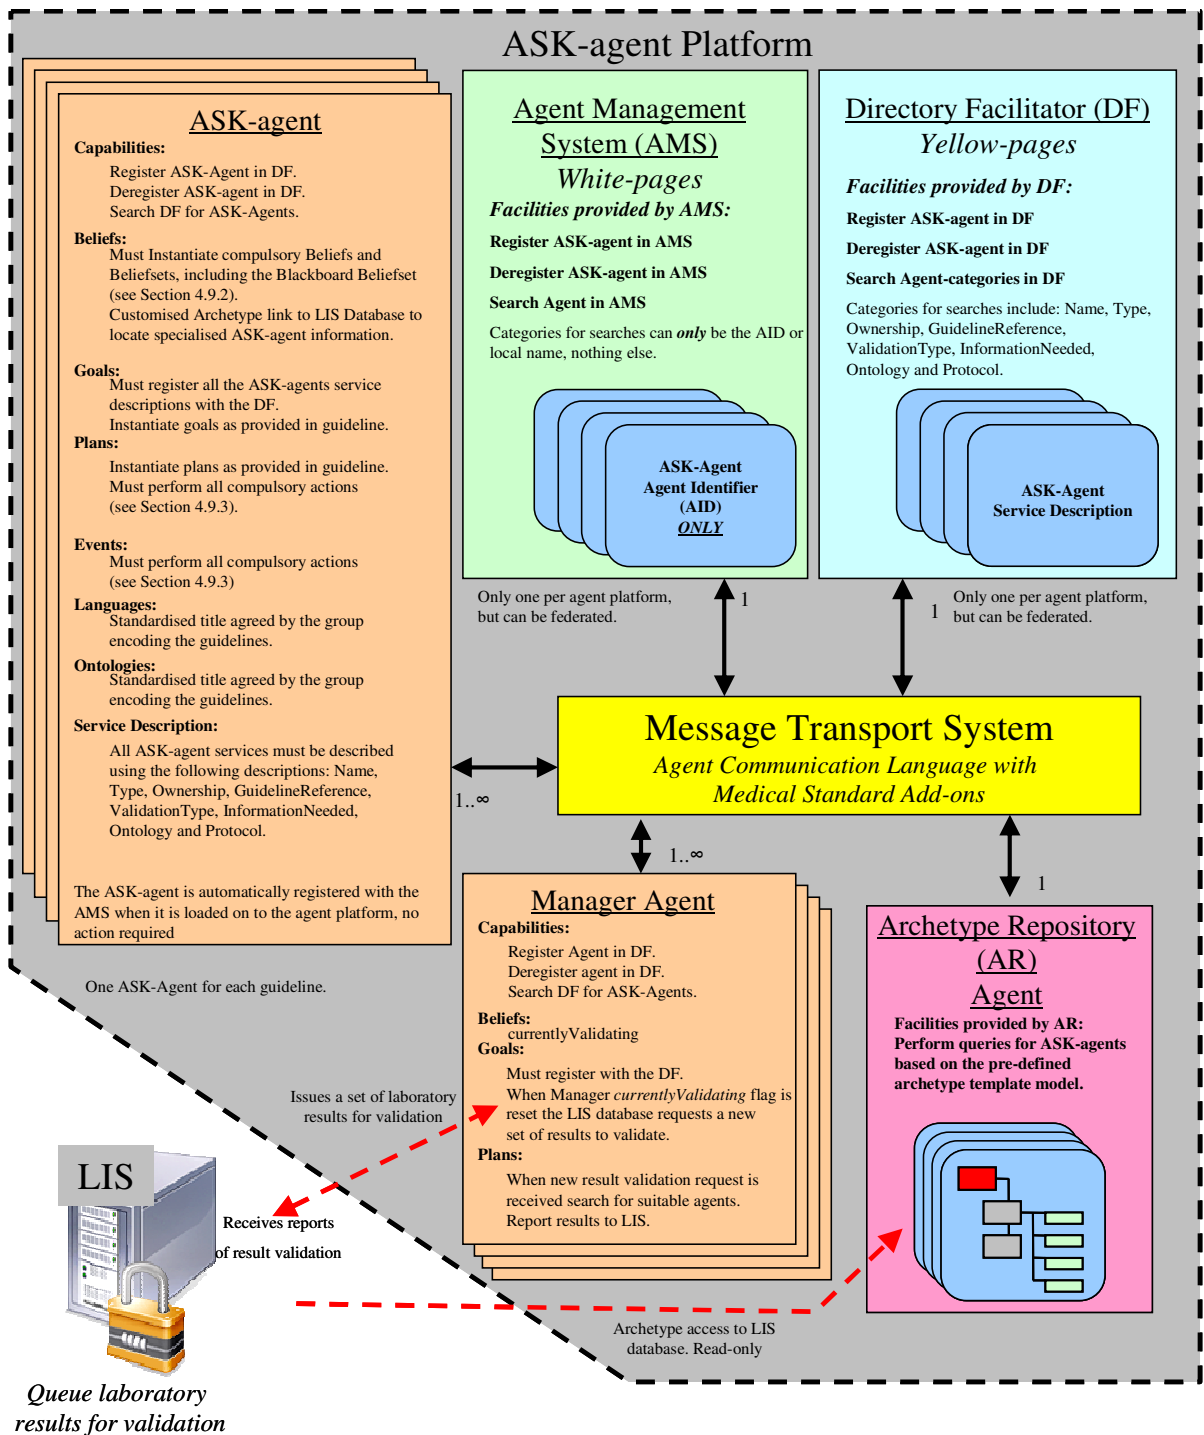 ASK-agent Platform
ASK-agent
Capabilities:
Register ASK-Agent in DF.
Deregister ASK-agent in DF.
Search DF for ASK-Agents.
Beliefs:
Must Instantiate compulsory Beliefs and
Beliefsets, including the Blackboard Beliefset
(see Section 4.9.2).
Customised Archetype link to LIS Database to
locate specialised ASK-agent information.
Goals:
Must register all the ASK-agents service
descriptions with the DF.
Instantiate goals as provided in guideline.
Plans:
Instantiate plans as provided in guideline.
Must perform all compulsory actions
(see Section 4.9.3).
Events:
Must perform all compulsory actions
(see Section 4.9.3)
Languages:
Standardised title agreed by the group
encoding the guidelines.
Ontologies:
Standardised title agreed by the group
encoding the guidelines.
Service Description:
All ASK-agent services must be described
using the following descriptions: Name,
Type, Ownership, GuidelineReference,
ValidationType, InformationNeeded,
Ontology and Protocol.
The ASK-agent is automatically registered with the
AMS when it is loaded on to the agent platform, no
action required
One ASK-Agent for each guideline.
Agent Management
System (AMS)
White-pages
Facilities provided by AMS:
Register ASK-agent in AMS
Deregister ASK-agent in AMS
Search Agent in AMS
Categories for searches can only be the AID or
local name, nothing else.
ASK-Agent
Agent Identifier
(AID)
ONLY
Only one per agent platform,
but can be federated.
1
Directory Facilitator (DF)
Yellow-pages
Facilities provided by DF:
Register ASK-agent in DF
Deregister ASK-agent in DF
Search Agent-categories in DF
Categories for searches include: Name, Type,
Ownership, GuidelineReference,
ValidationType, InformationNeeded,
Ontology and Protocol.
ASK-Agent
Service Description
1
Only one per agent platform,
but can be federated.
Message Transport System
Agent Communication Language with
Medical Standard Add-ons
1..∞
1..∞
1
Manager Agent
Capabilities:
Register Agent in DF.
Deregister agent in DF.
Search DF for ASK-Agents.
Beliefs:
currentlyValidating
Goals:
Must register with the DF.
When Manager currentlyValidating flag is
reset the LIS database requests a new
set of results to validate.
Plans:
When new result validation request is
received search for suitable agents.
Report results to LIS.
Archetype Repository
(AR)
Agent
Facilities provided by AR:
Perform queries for ASK-agents
based on the pre-defined
archetype template model.
Issues a set of laboratory
results for validation
LIS
Receives reports
of result validation
Archetype access to LIS
database. Read-only
Queue laboratory
results for validation